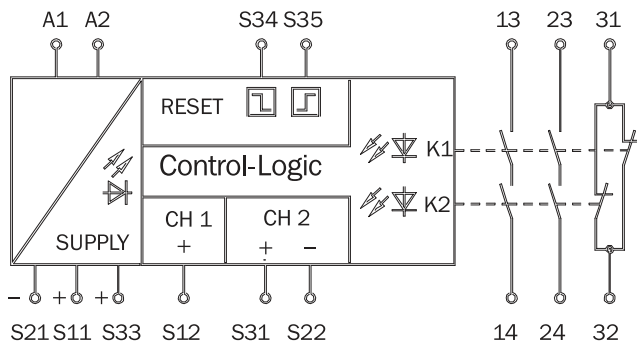 A1 A2 S34 S35 13 23 31
RESET
Control-Logic K1
CH 1 CH 2 K2
+ + −
SUPPLY
− + +
S21 S11 S33 S12 S31 S22 14 24 32